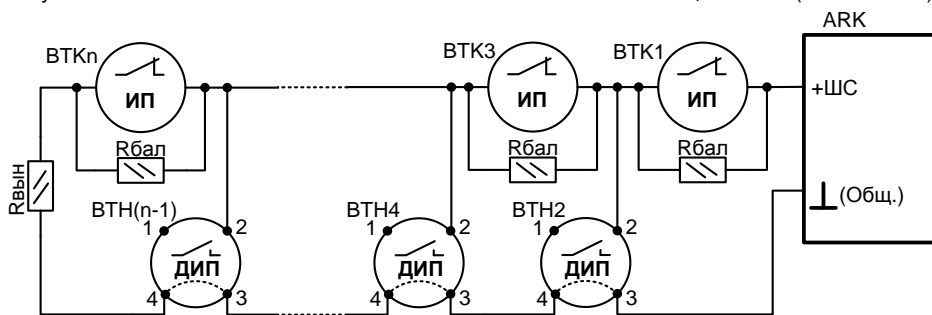 ARK
BTKn
BTK3
BTK1
ИП
ИП
ИП
+ШС
Rбал
Rбал
Rбал
Rвын
(Общ.)
BTH(n-1)
BTH4
BTH2
1 2
1 2
1 2
ДИП
ДИП
ДИП
4 3
4 3
4 3